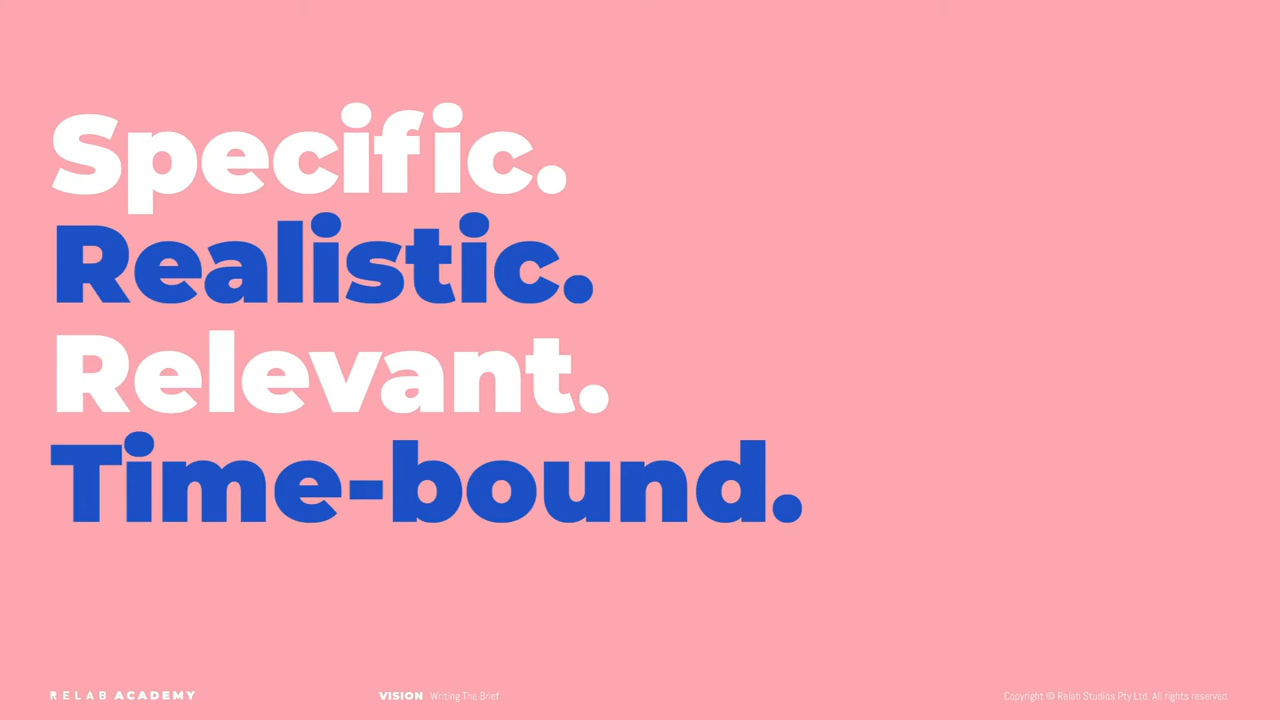 Specific.
Realistic.
Relevant.
Time-bound.
RELAB ACADEMY
VISION Writing The Brief
Copyright © Relab Studios Pty Ltd. All rights reserved.